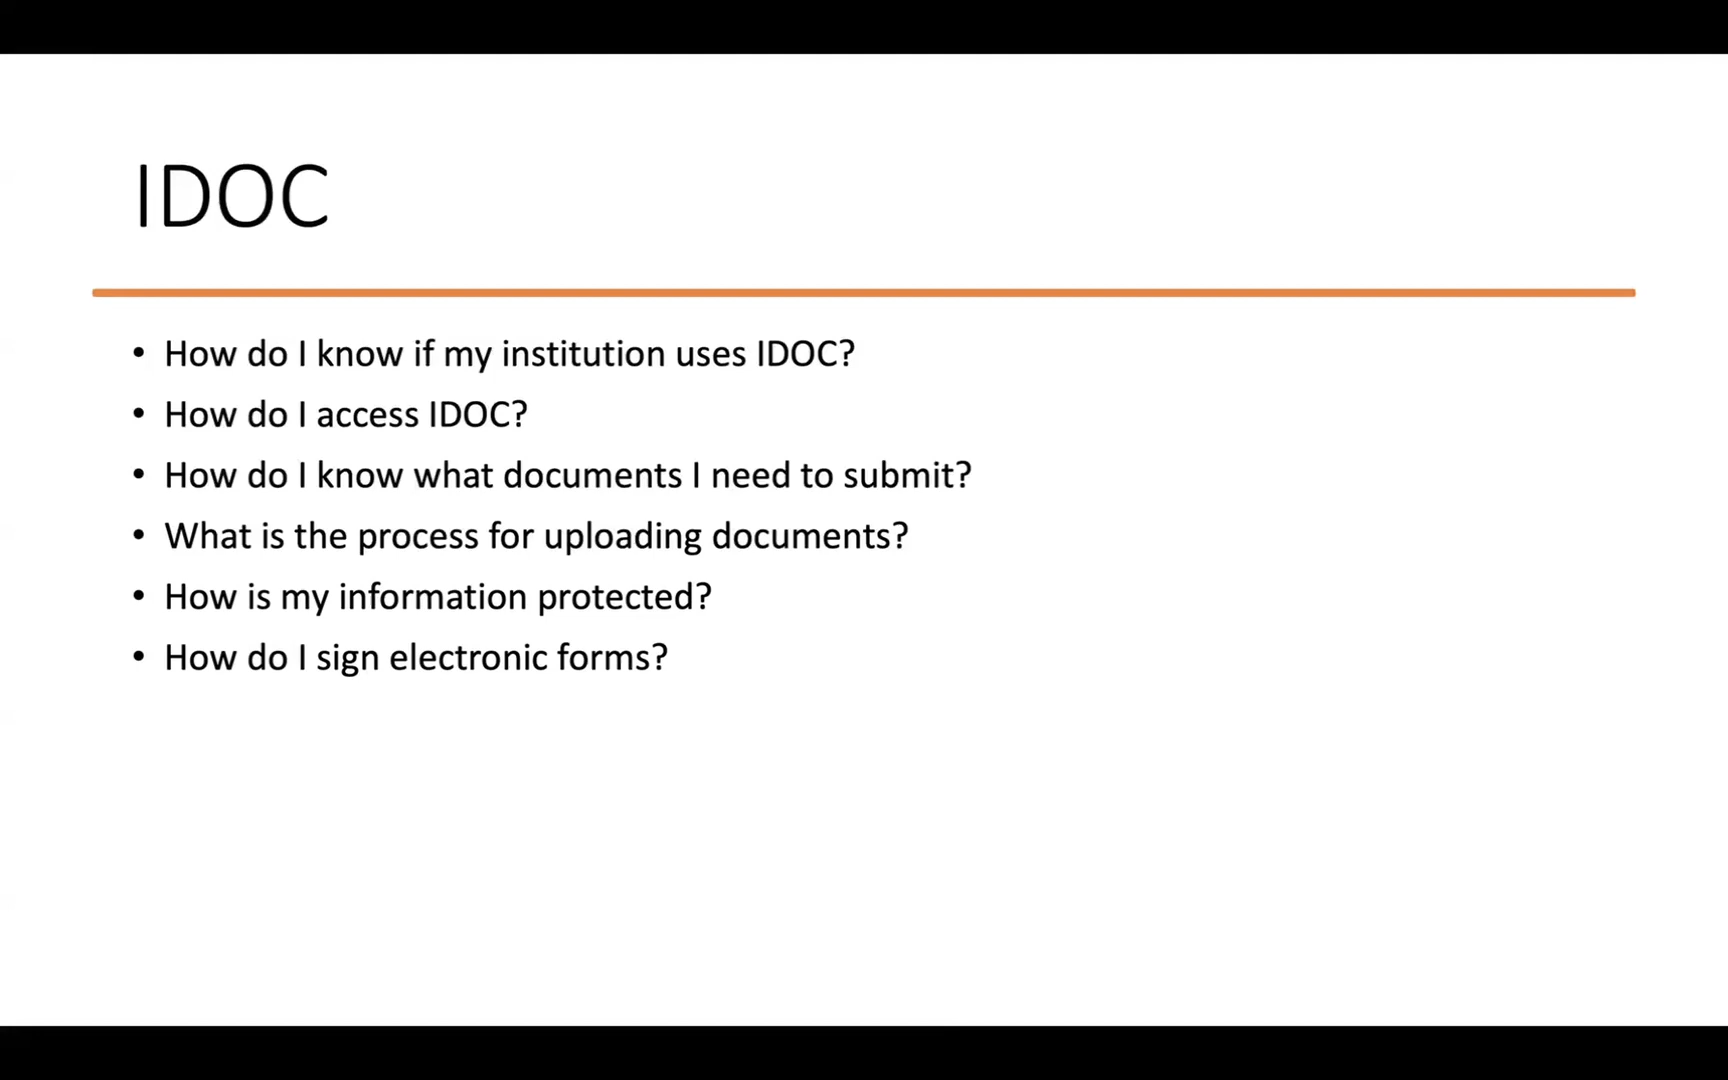 IDOC
• How do I know if my institution uses IDOC?
• How do I access IDOC?
• How do I know what documents I need to submit?
• What is the process for uploading documents?
• How is my information protected?
• How do I sign electronic forms?